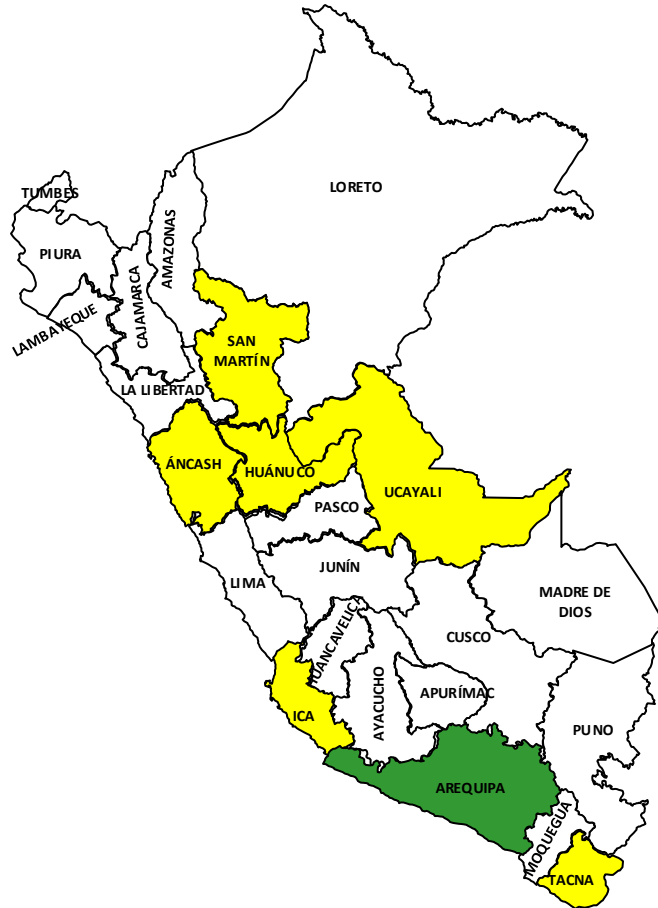 LORETO
TUMBES
AMAZONAS
PIURA
CAJAMARCA
LAMBAYEQUE
SAN
MARTÍN
LA LIBERTAD
ÁNCASH
HUÁNUCO
UCAYALI
PASCO
JUNÍN
LIMA
MADRE DE
DIOS
HUANCAVELICA
CUSCO
AYACUCHO
APURÍMAC
ICA
PUNO
AREQUIPA
MOQUEGUA
TACNA